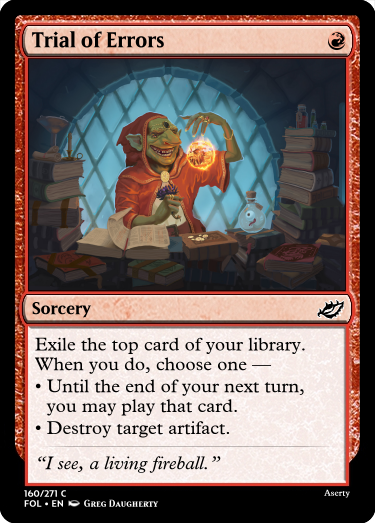 Trial of Errors
Sorcery
Exile the top card of your library.
When you do, choose one —
• Until the end of your next turn,
you may play that card.
• Destroy target artifact.
“I see, a living fireball.”
160/271 C
Aserty
FOL • EN Greg Daugherty